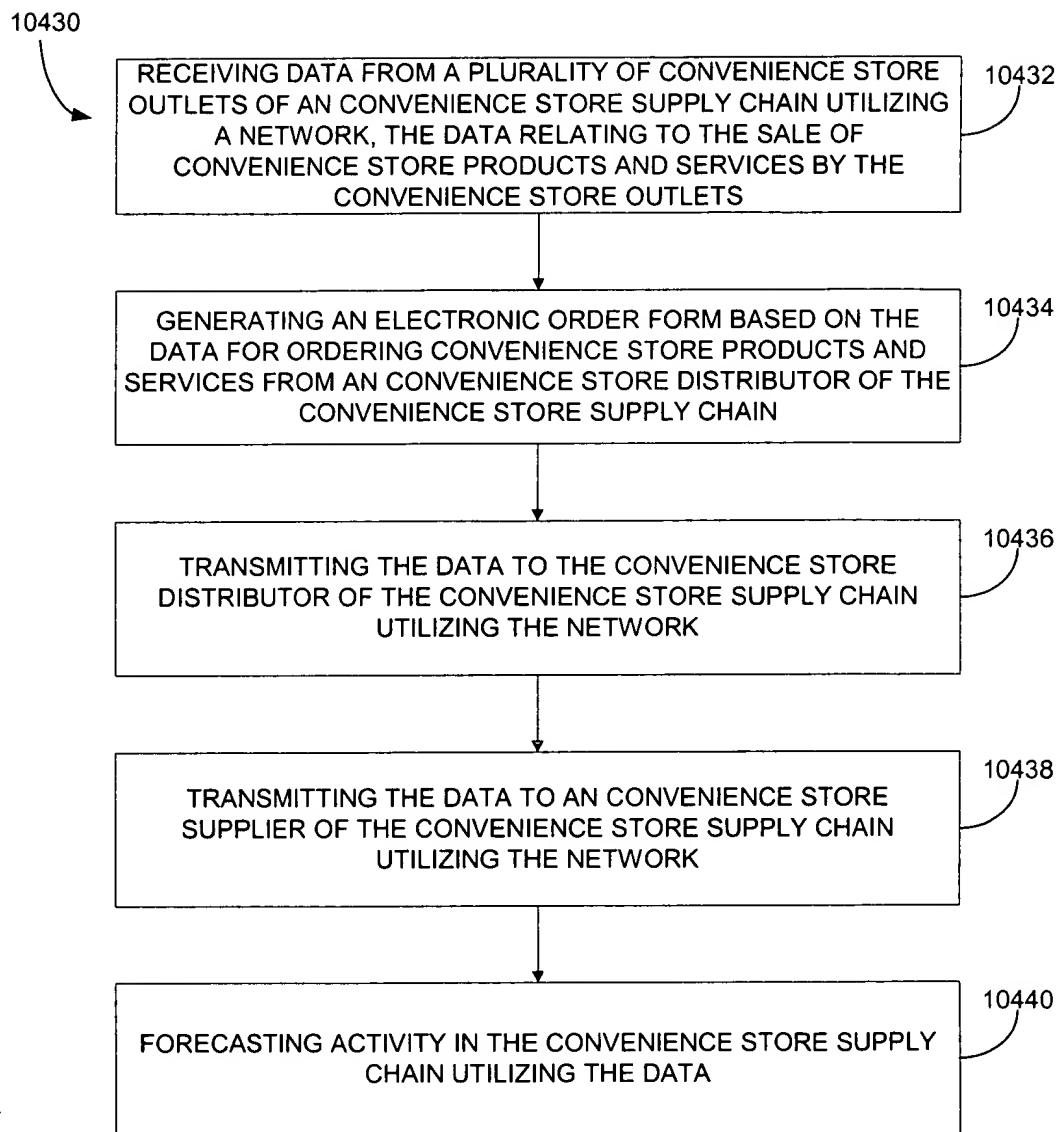 10430
RECEIVING DATA FROM A PLURALITY OF CONVENIENCE STORE
OUTLETS OF AN CONVENIENCE STORE SUPPLY CHAIN UTILIZING
A NETWORK, THE DATA RELATING TO THE SALE OF
CONVENIENCE STORE PRODUCTS AND SERVICES BY THE
CONVENIENCE STORE OUTLETS
10432
GENERATING AN ELECTRONIC ORDER FORM BASED ON THE
DATA FOR ORDERING CONVENIENCE STORE PRODUCTS AND
SERVICES FROM AN CONVENIENCE STORE DISTRIBUTOR OF THE
CONVENIENCE STORE SUPPLY CHAIN
10434
TRANSMITTING THE DATA TO THE CONVENIENCE STORE
DISTRIBUTOR OF THE CONVENIENCE STORE SUPPLY CHAIN
UTILIZING THE NETWORK
10436
TRANSMITTING THE DATA TO AN CONVENIENCE STORE
SUPPLIER OF THE CONVENIENCE STORE SUPPLY CHAIN
UTILIZING THE NETWORK
10438
FORECASTING ACTIVITY IN THE CONVENIENCE STORE SUPPLY
CHAIN UTILIZING THE DATA
10440